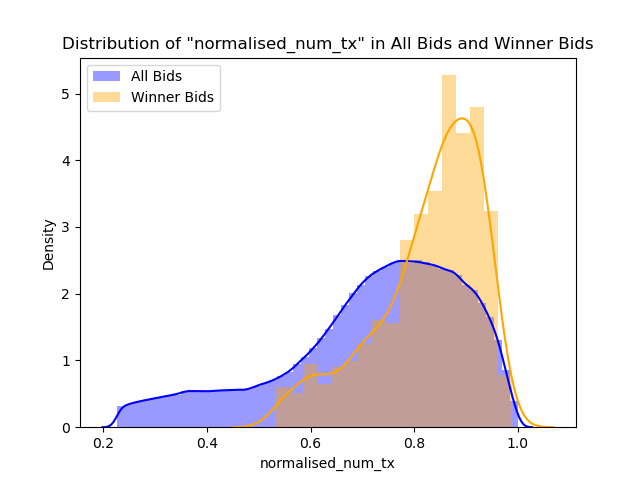 Distribution of "normalised_num_tx" in All Bids and Winner Bids
All Bids
Winner Bids
Density
5
4
3
2
1
0
0.2 0.4 0.6 0.8 1.0
normalised_num_tx